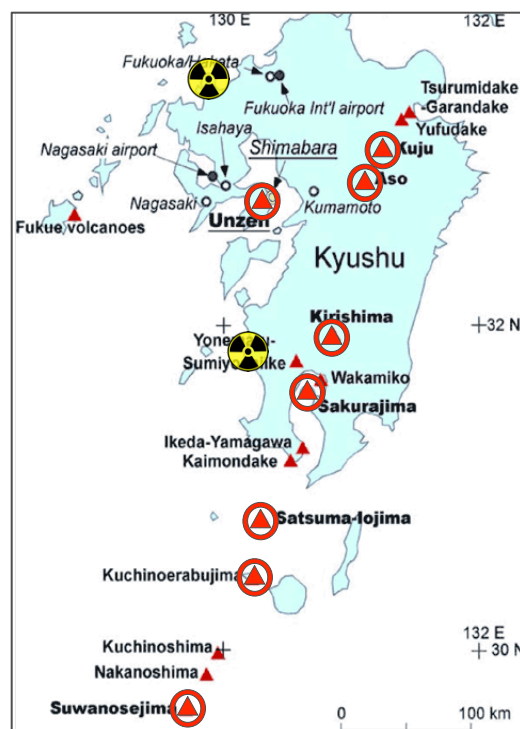 130 E
132 E
Fukuoka/
Fukuoka Int'l airport
Tsurumidake
-Garandake
Yufudake
Isahaya
Kuju
Nagasaki airport
Shimabara
Aso
Nagasaki
Kumamoto
Unzen
Fukue volcanoes
Kyushu
Kirishima
32 N
Sakurajima
Wakamiko
Ikeda-Yamagawa
Kaimondake
Satsuma-Iojima
Kuchinoerabujima
132 E
Kuchinoshima
30 N
Nakanoshima
Suwanosejima
0
100 km